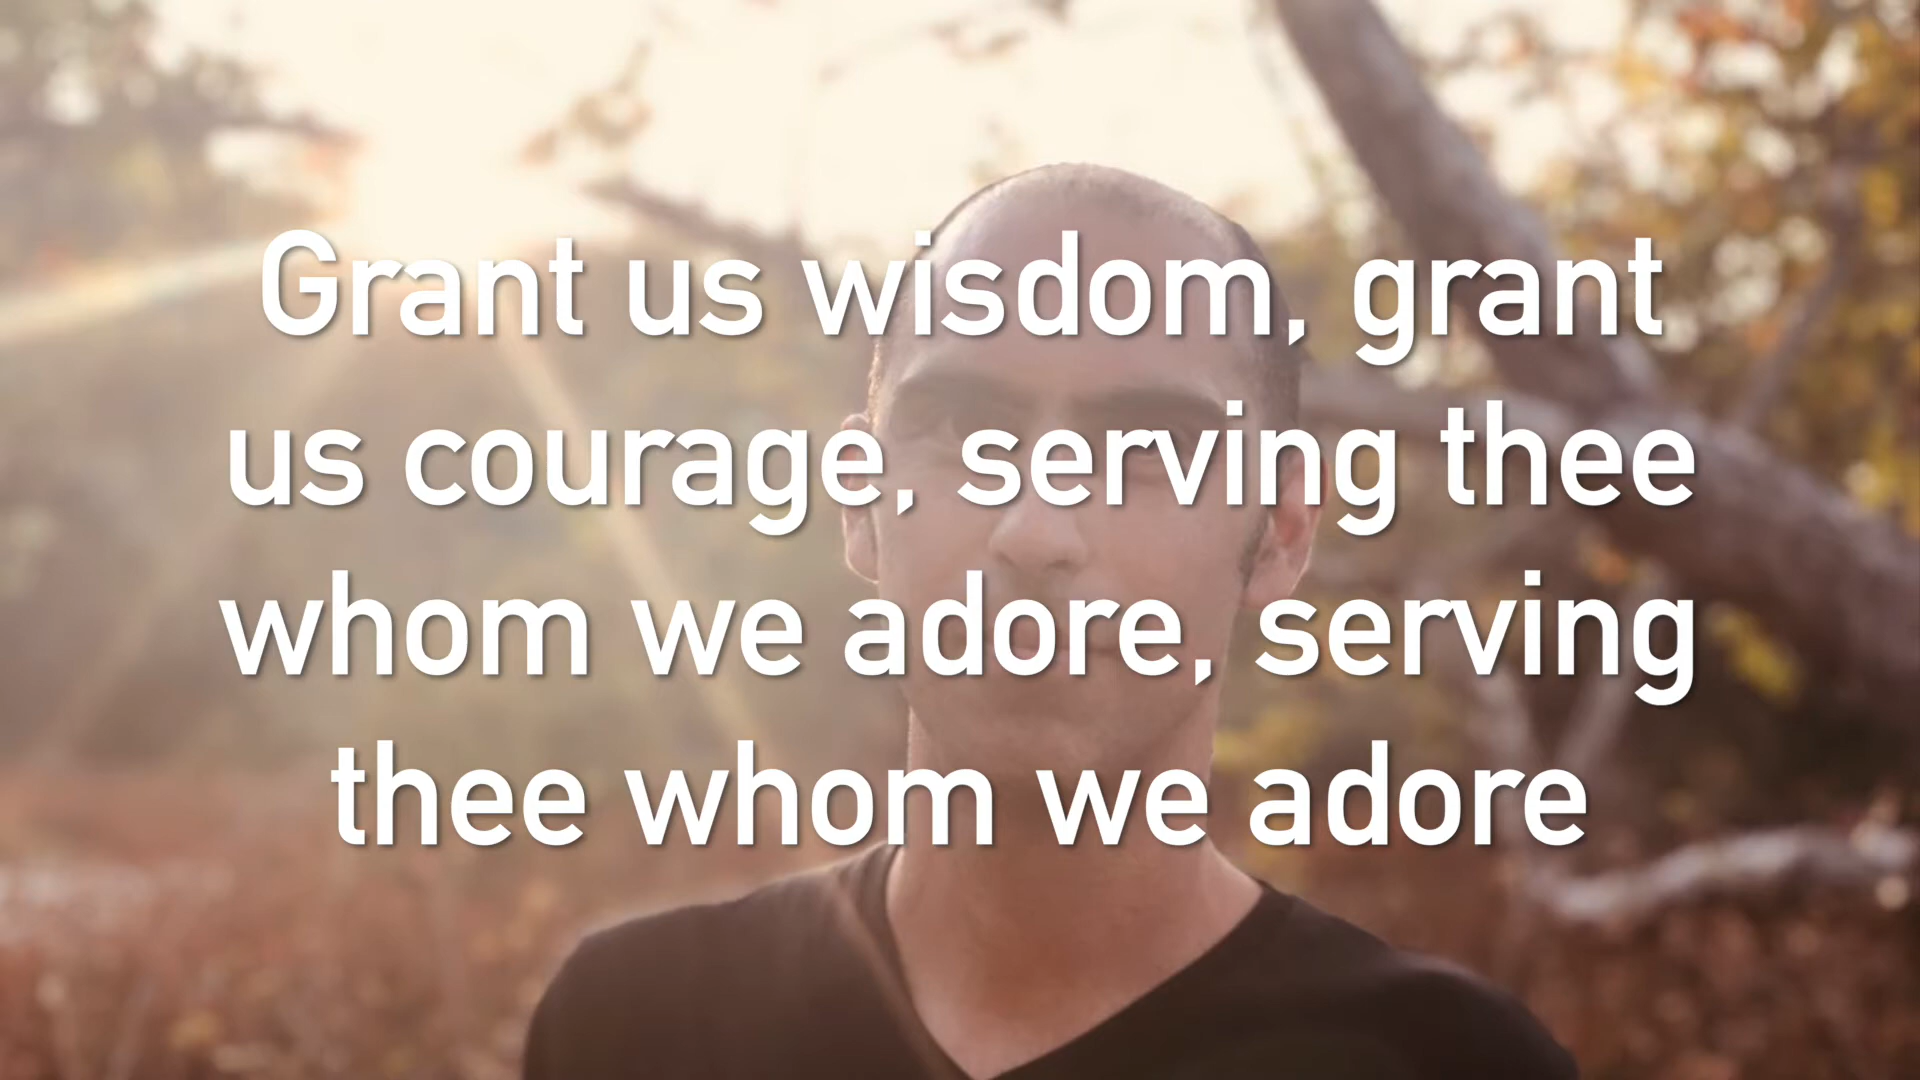 Grant us wisdom, grant
us courage, serving thee
whom we adore, serving
thee whom we adore